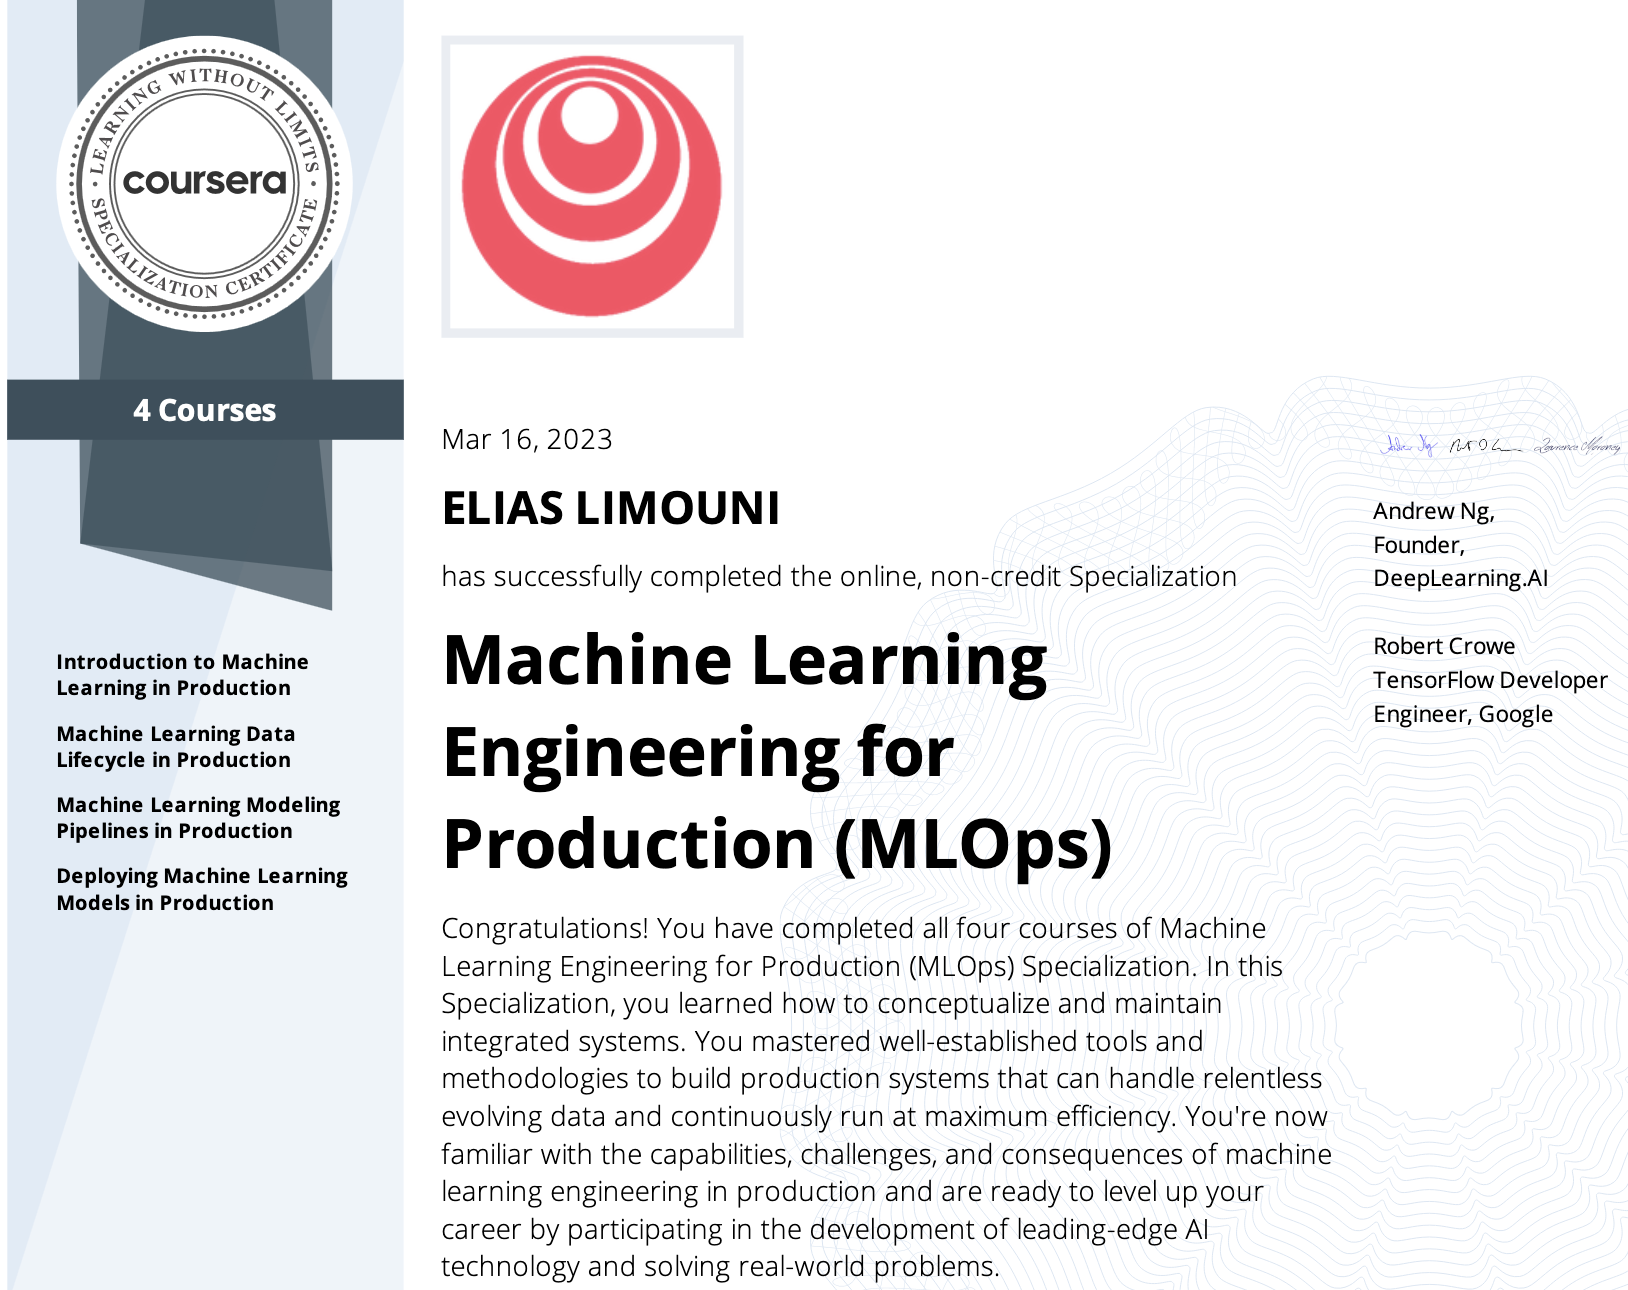 LEARNING WITHOUT LIMITS
coursera
SPECIALIZATION CERTIFICATE
4 Courses
Introduction to Machine
Learning in Production
Machine Learning Data
Lifecycle in Production
Machine Learning Modeling
Pipelines in Production
Deploying Machine Learning
Models in Production
Mar 16, 2023
ELIAS LIMOUNI
has successfully completed the online, non-credit Specialization
Machine Learning
Engineering for
Production (MLOps)
Congratulations! You have completed all four courses of Machine
Learning Engineering for Production (MLOps) Specialization. In this
Specialization, you learned how to conceptualize and maintain
integrated systems. You mastered well-established tools and
methodologies to build production systems that can handle relentless
evolving data and continuously run at maximum efficiency. You're now
familiar with the capabilities, challenges, and consequences of machine
learning engineering in production and are ready to level up your
career by participating in the development of leading-edge AI
technology and solving real-world problems.
Andrew Ng Laurence Moroney
Andrew Ng,
Founder,
DeepLearning.AI
Robert Crowe
TensorFlow Developer
Engineer, Google